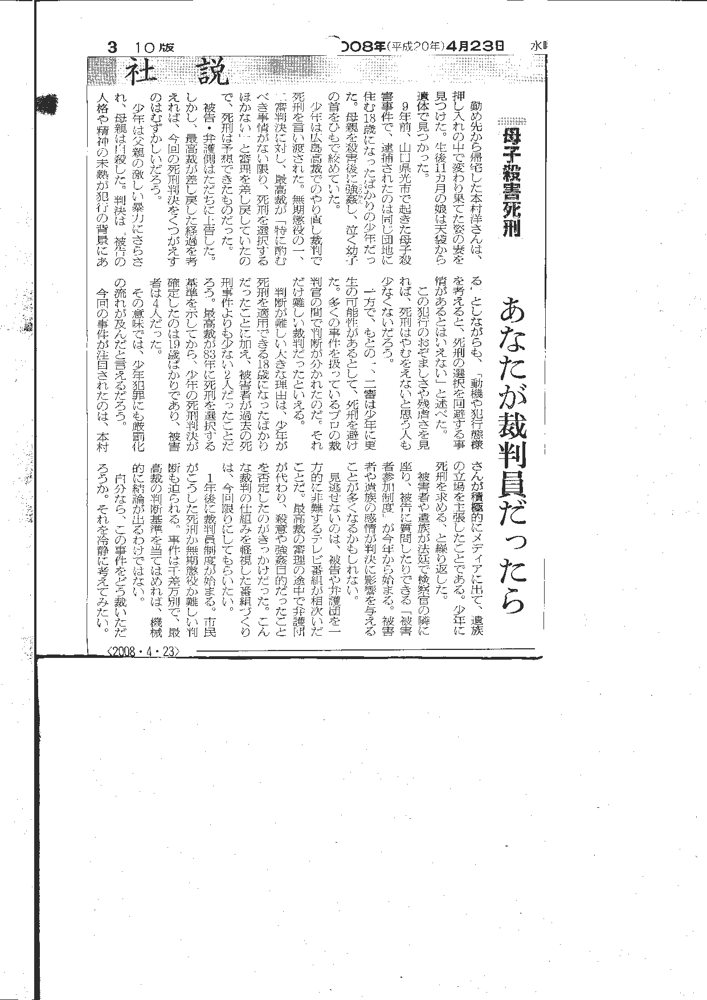 3 10版
008年(平成20年)4月23日 水
社説
母子殺害死刑
あなたが裁判員だったら
勤め先から帰宅した本村洋さんは、
押し入れの中で変わり果てた姿の妻を
見つけた。生後11カ月の娘は天袋から
遺体で見つかった。
9年前、山口県光市で起きた母子殺
害事件で、逮捕されたのは同じ団地に
住む18歳になったばかりの少年だっ
た。母親を殺害後に強姦し、泣く幼子
の首をひもで絞めていた。
少年は広島高裁でのやり直し裁判で
死刑を言い渡された。無期懲役の一、
二審判決に対し、最高裁が「特に酌む
べき事情がない限り、死刑を選択する
ほかない」と審理を差し戻していたの
で、死刑は予想できたものだった。
被告・弁護側はただちに上告した。
しかし、最高裁が差し戻した経過を考
えれば、今回の死刑判決をくつがえす
のはむずかしいだろう。
少年は父親の激しい暴力にさらさ
れ、母親は自殺した。判決は「被告の
人格や精神の未熟が犯行の背景にあ
る」としながらも、「動機や犯行態様
を考えると、死刑の選択を回避する事
情があるとはいえない」と述べた。
この犯行のおぞましさや残虐さを見
れば、死刑はやむをえないと思う人も
少なくないだろう。
一方で、もとの一、二審は少年に更
生の可能性があるとして、死刑を避け
た。多くの事件を扱っているプロの裁
判官の間で判断が分かれたのだ。それ
だけ難しい裁判だったといえる。
判断が難しい大きな理由は、少年が
死刑を適用できる18歳になったばかり
だったことに加え、被害者が過去の死
刑事件よりも少ない2人だったことだ
ろう。最高裁が83年に死刑を選択する
基準を示してから、少年の死刑判決が
確定したのは19歳ばかりであり、被害
者は4人だった。
その意味では、少年犯罪にも厳罰化
の流れが及んだと言えるだろう。
今回の事件が注目されたのは、本村
さんが積極的にメディアに出て、遺族
の立場を主張したことである。少年に
死刑を求める、と繰り返した。
被害者や遺族が法廷で検察官の隣に
座り、被告に質問したりできる「被害
者参加制度」が今年から始まる。被害
者や遺族の感情が判決に影響を与える
ことが多くなるかもしれない。
見逃せないのは、被告や弁護団を一
方的に非難するテレビ番組が相次いだ
ことだ。最高裁の審理の途中で弁護団
が代わり、殺意や強姦目的だったこと
を否定したのがきっかけだった。こん
な裁判の仕組みを軽視した番組づくり
は、今回限りにしてもらいたい。
1年後に裁判員制度が始まる。市民
がこうした死刑か無期懲役か難しい判
断も迫られる。事件は千差万別で、最
高裁の判断基準を当てはめれば、機械
的に結論が出るわけではない。
自分なら、この事件をどう裁いただ
ろうか。それを冷静に考えてみたい。
〈2008・4・23〉